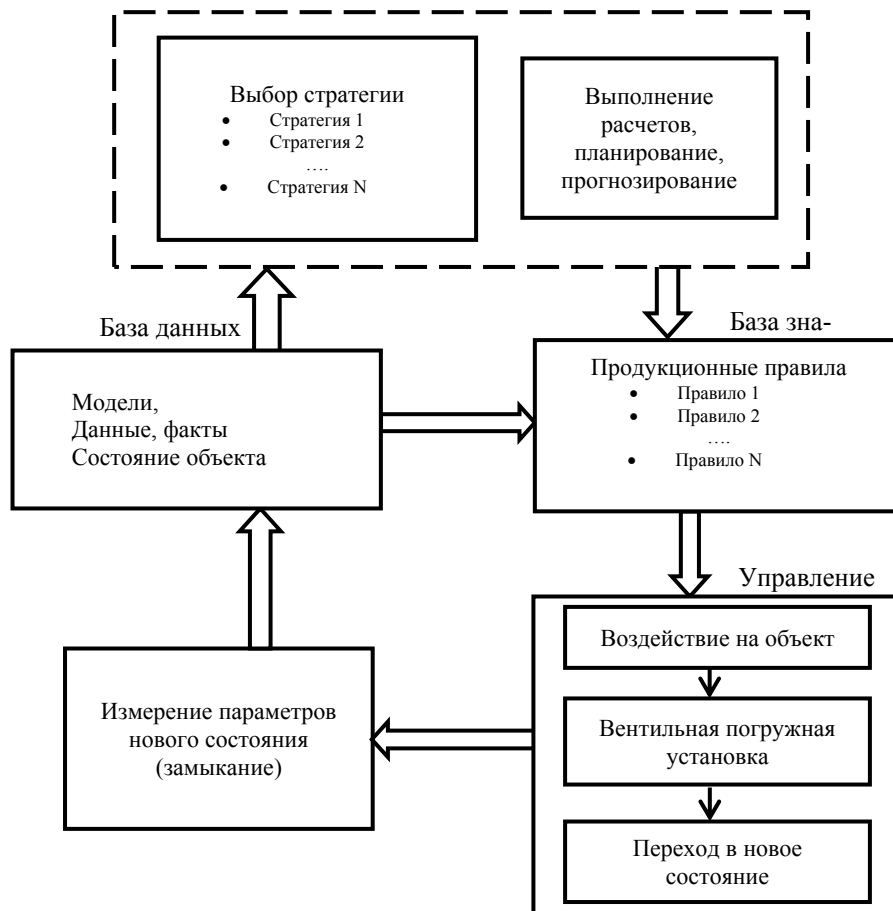 Выбор стратегии
• Стратегия 1
• Стратегия 2
….
• Стратегия N
Выполнение
расчетов,
планирование,
прогнозирование
База данных
База зна-
Модели,
Данные, факты
Состояние объекта
Продукционные правила
• Правило 1
• Правило 2
….
• Правило N
Управление
Воздействие на объект
Вентильная погружная
установка
Переход в новое
состояние
Измерение параметров
нового состояния
(замыкание)